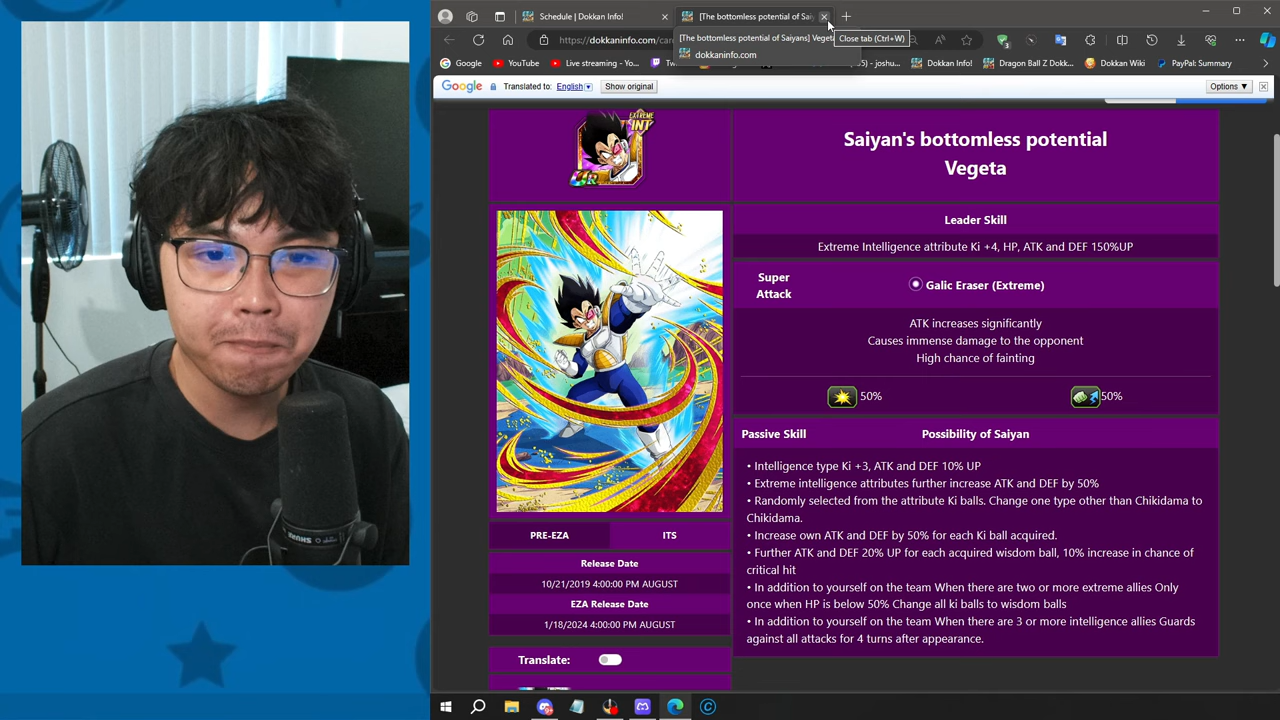 Schedule | Dokkan Info!
[The bottomless potential of Sai
https://dokkaninfo.com/car
[The bottomless potential of Saiyans] Vegeta
dokkaninfo.com
Close tab (Ctrl+W)
Google
YouTube
Live streaming - Yo...
- joshu...
Dokkan Info!
Dragon Ball Z Dokk...
Dokkan Wiki
PayPal: Summary
Google
Translated to: English
Show original
Options ▼
EXTREME
INT
UR
Saiyan's bottomless potential
Vegeta
Leader Skill
Extreme Intelligence attribute Ki +4, HP, ATK and DEF 150%UP
Super
Attack
Galic Eraser (Extreme)
ATK increases significantly
Causes immense damage to the opponent
High chance of fainting
50%
50%
Passive Skill
Possibility of Saiyan
• Intelligence type Ki +3, ATK and DEF 10% UP
• Extreme intelligence attributes further increase ATK and DEF by 50%
• Randomly selected from the attribute Ki balls. Change one type other than Chikidama to
Chikidama.
• Increase own ATK and DEF by 50% for each Ki ball acquired.
• Further ATK and DEF 20% UP for each acquired wisdom ball, 10% increase in chance of
critical hit
• In addition to yourself on the team When there are two or more extreme allies Only
once when HP is below 50% Change all ki balls to wisdom balls
• In addition to yourself on the team When there are 3 or more intelligence allies Guards
against all attacks for 4 turns after appearance.
PRE-EZA
ITS
Release Date
10/21/2019 4:00:00 PM AUGUST
EZA Release Date
1/18/2024 4:00:00 PM AUGUST
Translate:
SHURE